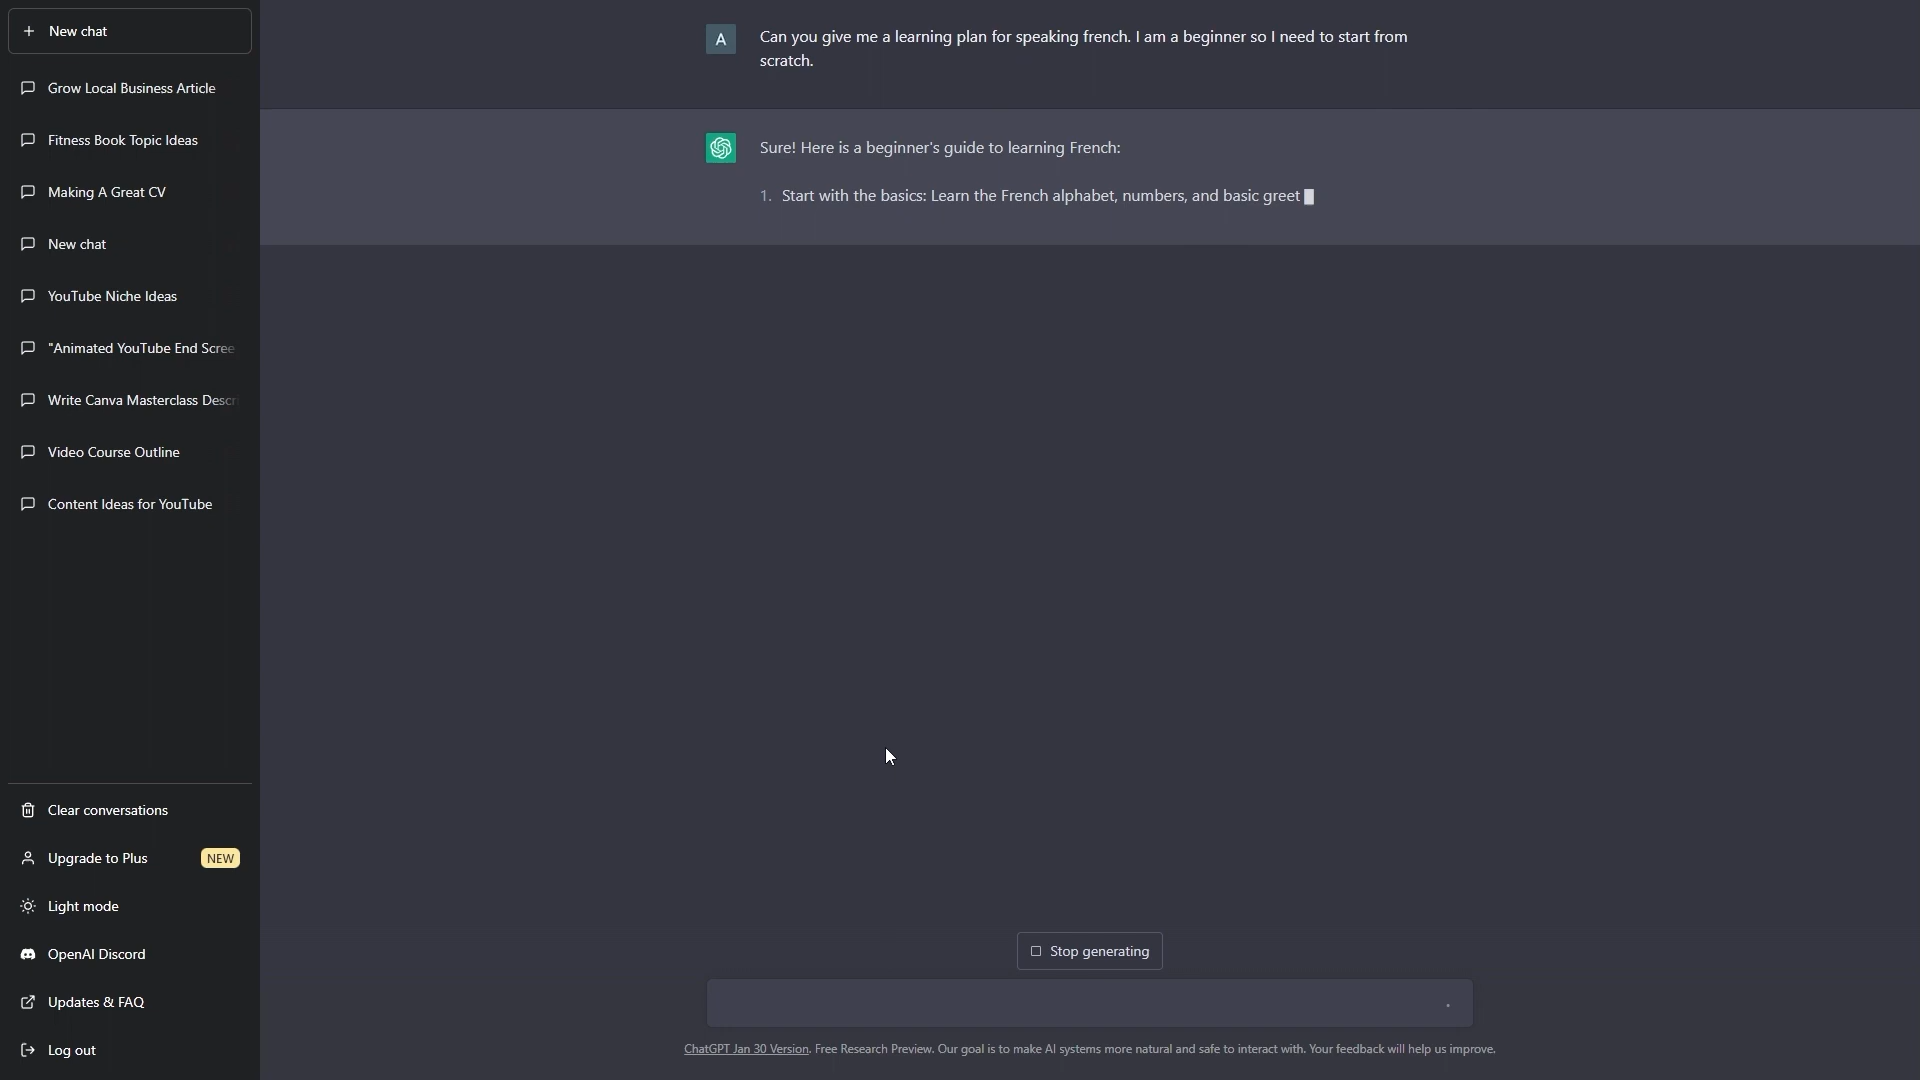 New chat
Grow Local Business Article
Fitness Book Topic Ideas
Making A Great CV
New chat
YouTube Niche Ideas
"Animated YouTube End Scree
Write Canva Masterclass Descri
Video Course Outline
Content Ideas for YouTube
Clear conversations
Upgrade to Plus NEW
Light mode
OpenAI Discord
Updates & FAQ
Log out
A
Can you give me a learning plan for speaking french. I am a beginner so I need to start from
scratch.
Sure! Here is a beginner's guide to learning French:
1. Start with the basics: Learn the French alphabet, numbers, and basic greet
Stop generating
ChatGPT Jan 30 Version. Free Research Preview. Our goal is to make AI systems more natural and safe to interact with. Your feedback will help us improve.